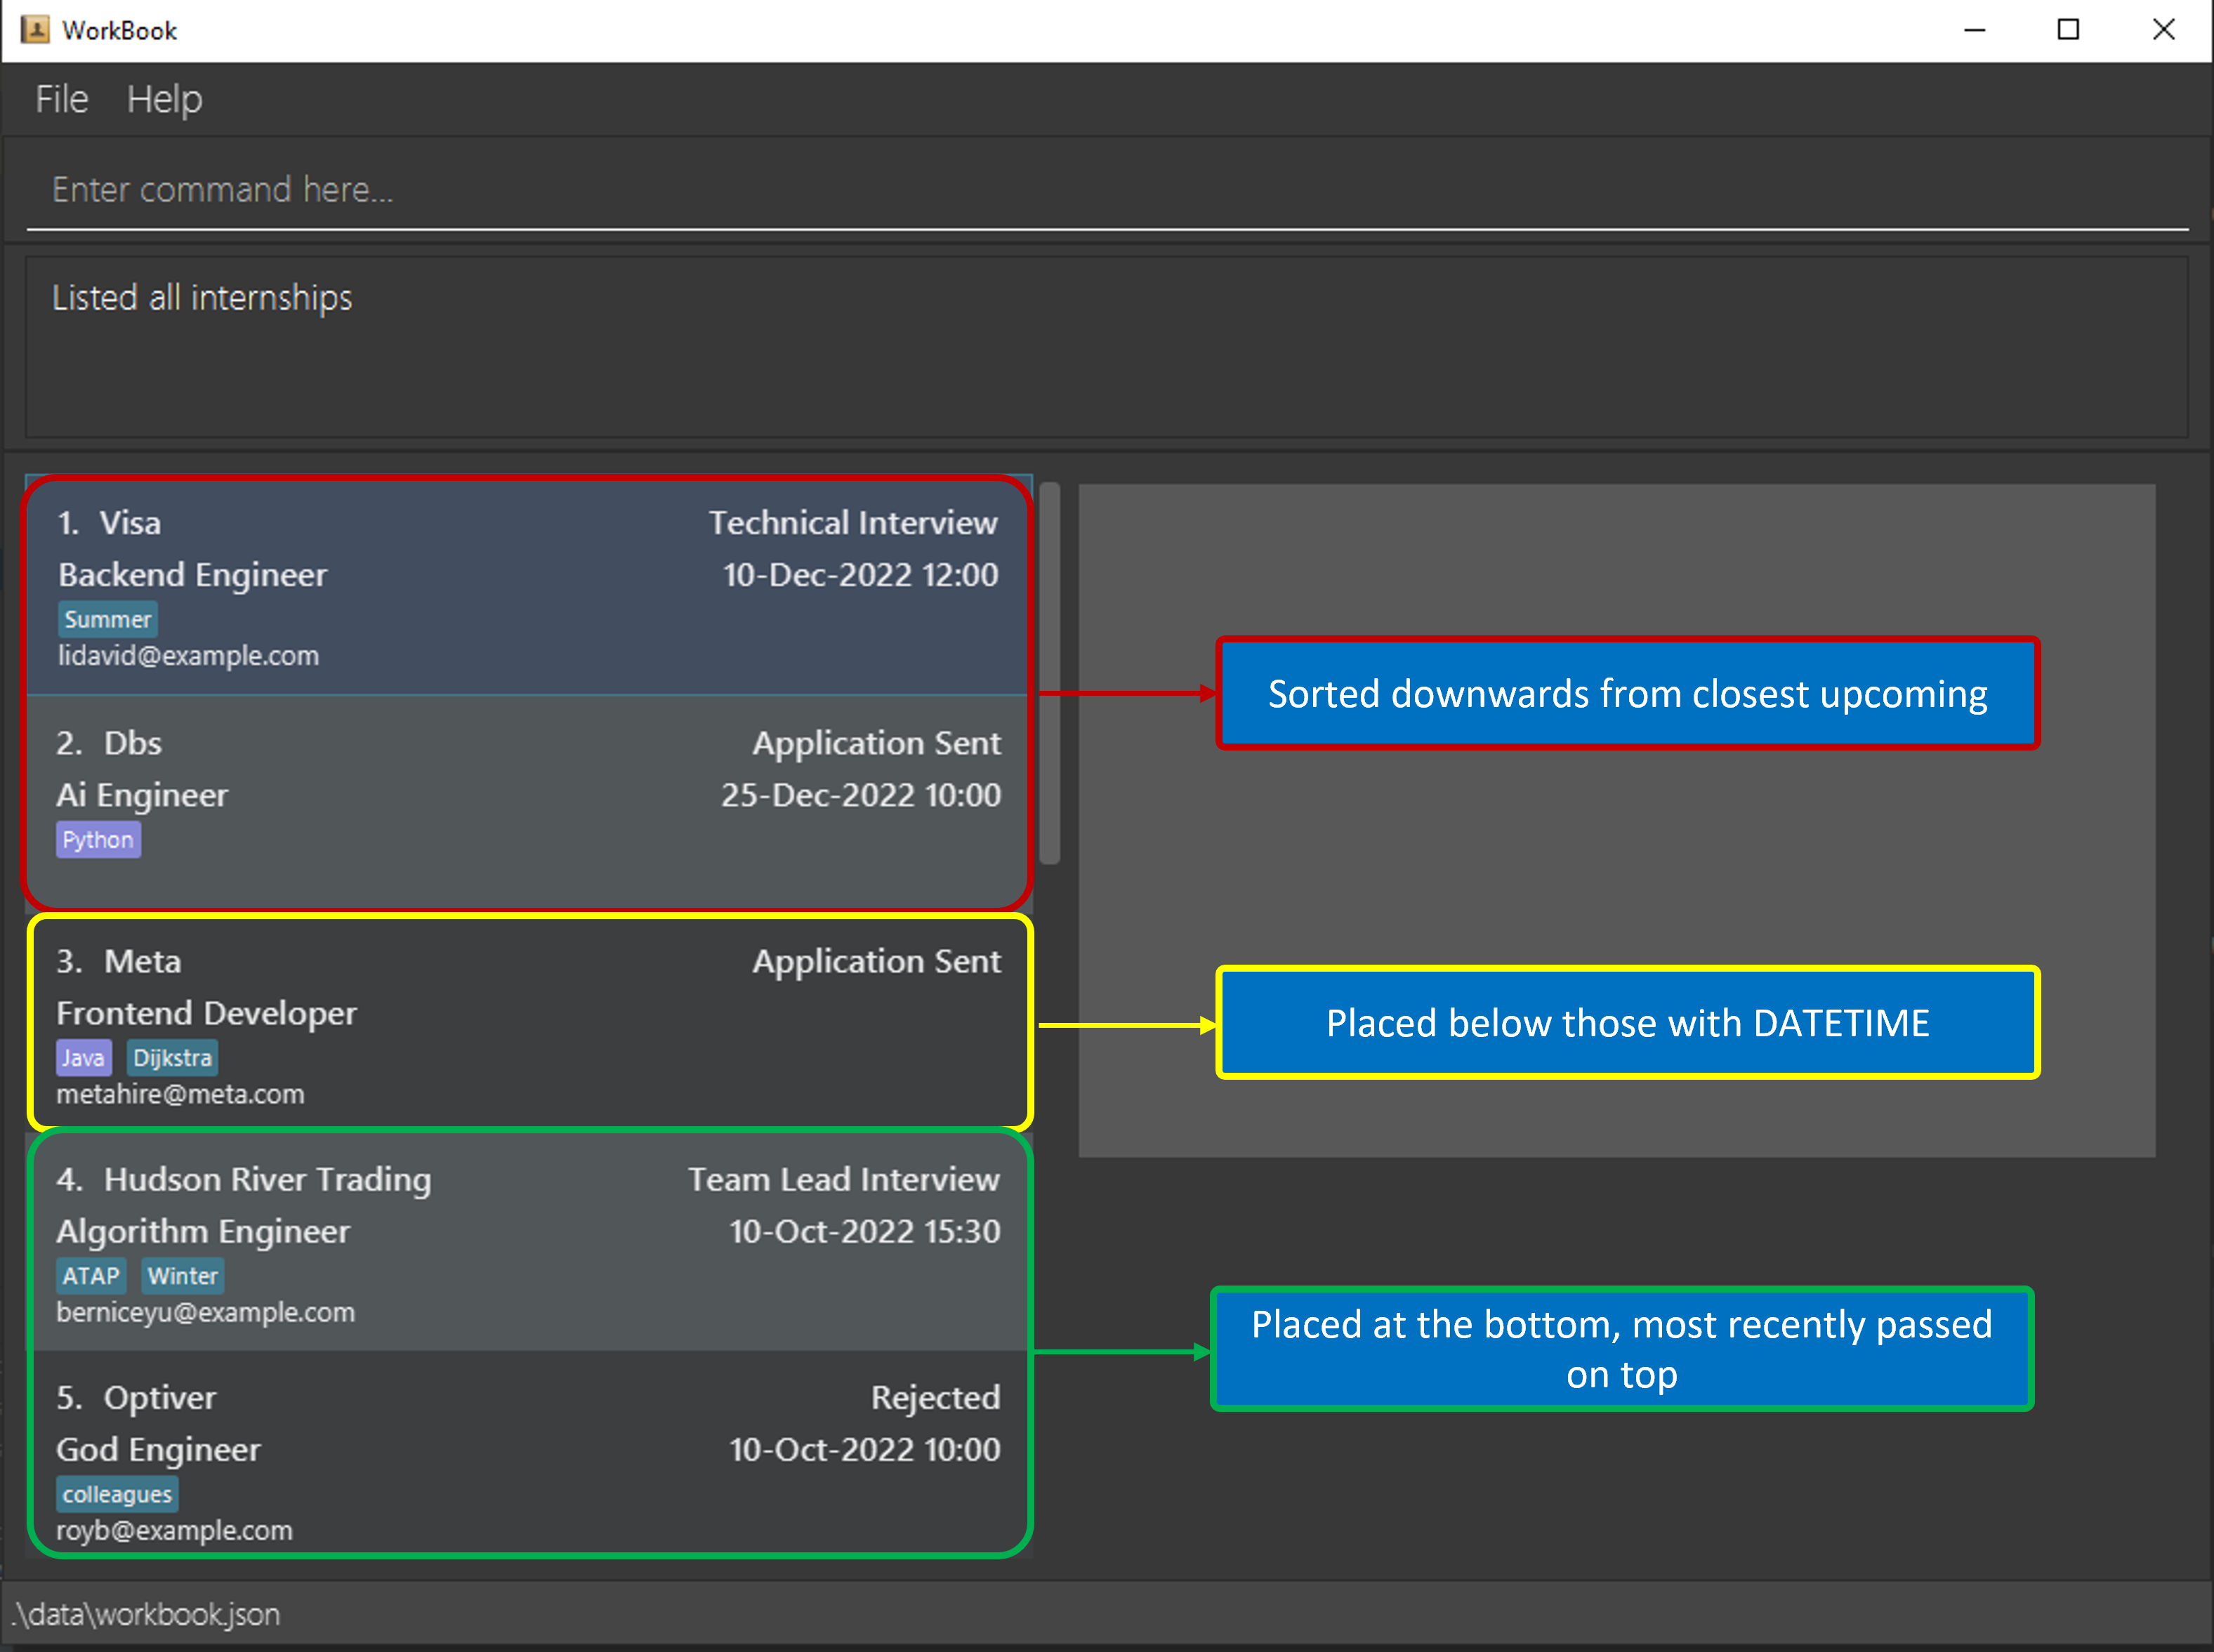 WorkBook
File Help
Enter command here...
Listed all internships
1. Visa Technical Interview
Backend Engineer 10-Dec-2022 12:00
Summer
lidavid@example.com
Sorted downwards from closest upcoming
2. Dbs Application Sent
Ai Engineer 25-Dec-2022 10:00
Python
3. Meta Application Sent
Frontend Developer
Java Dijkstra
metahire@meta.com
Placed below those with DATETIME
4. Hudson River Trading Team Lead Interview
Algorithm Engineer 10-Oct-2022 15:30
ATAP Winter
berniceyu@example.com
Placed at the bottom, most recently passed
on top
5. Optiver Rejected
God Engineer 10-Oct-2022 10:00
colleagues
royb@example.com
.\data\workbook.json